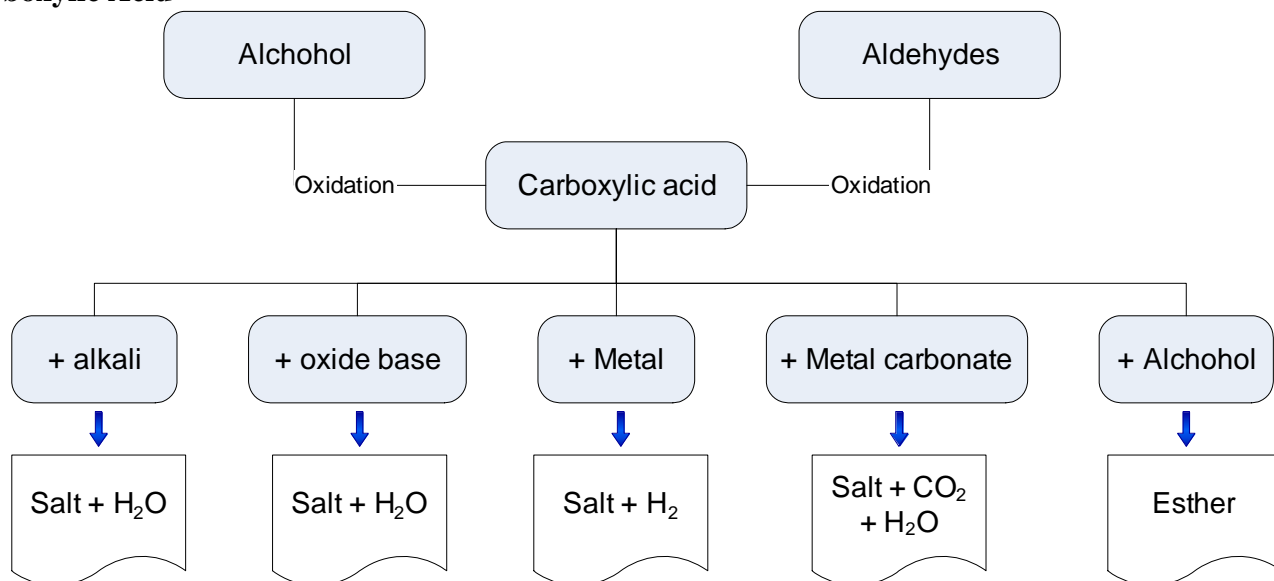 Alchohol
Aldehydes
Oxidation
Carboxylic acid
Oxidation
+ alkali
+ oxide base
+ Metal
+ Metal carbonate
+ Alchohol
Salt + H₂O
Salt + H₂O
Salt + H₂
Salt + CO₂
+ H₂O
Esther